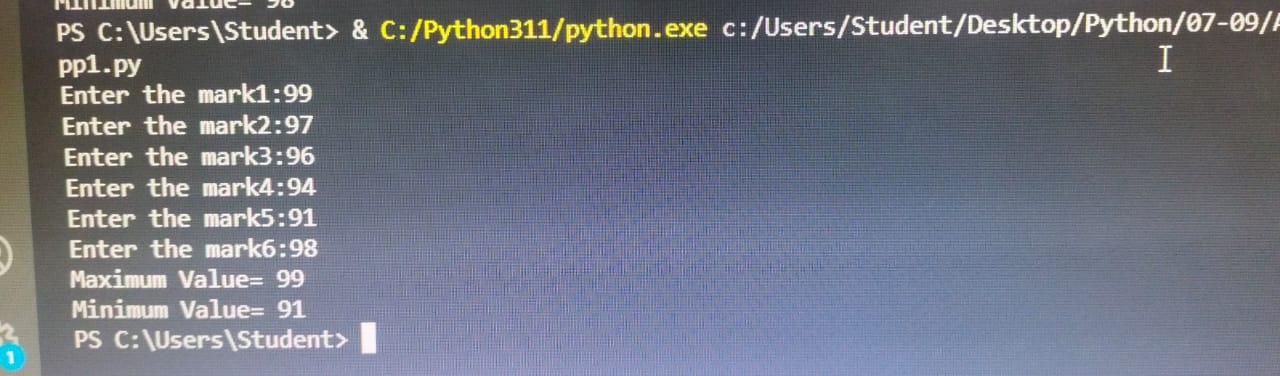 Minimum Value= 98
PS C:\Users\Student> & C:/Python311/python.exe c:/Users/Student/Desktop/Python/07-09/A
pp1.py
Enter the mark1:99
Enter the mark2:97
Enter the mark3:96
Enter the mark4:94
Enter the mark5:91
Enter the mark6:98
Maximum Value= 99
Minimum Value= 91
PS C:\Users\Student>
1